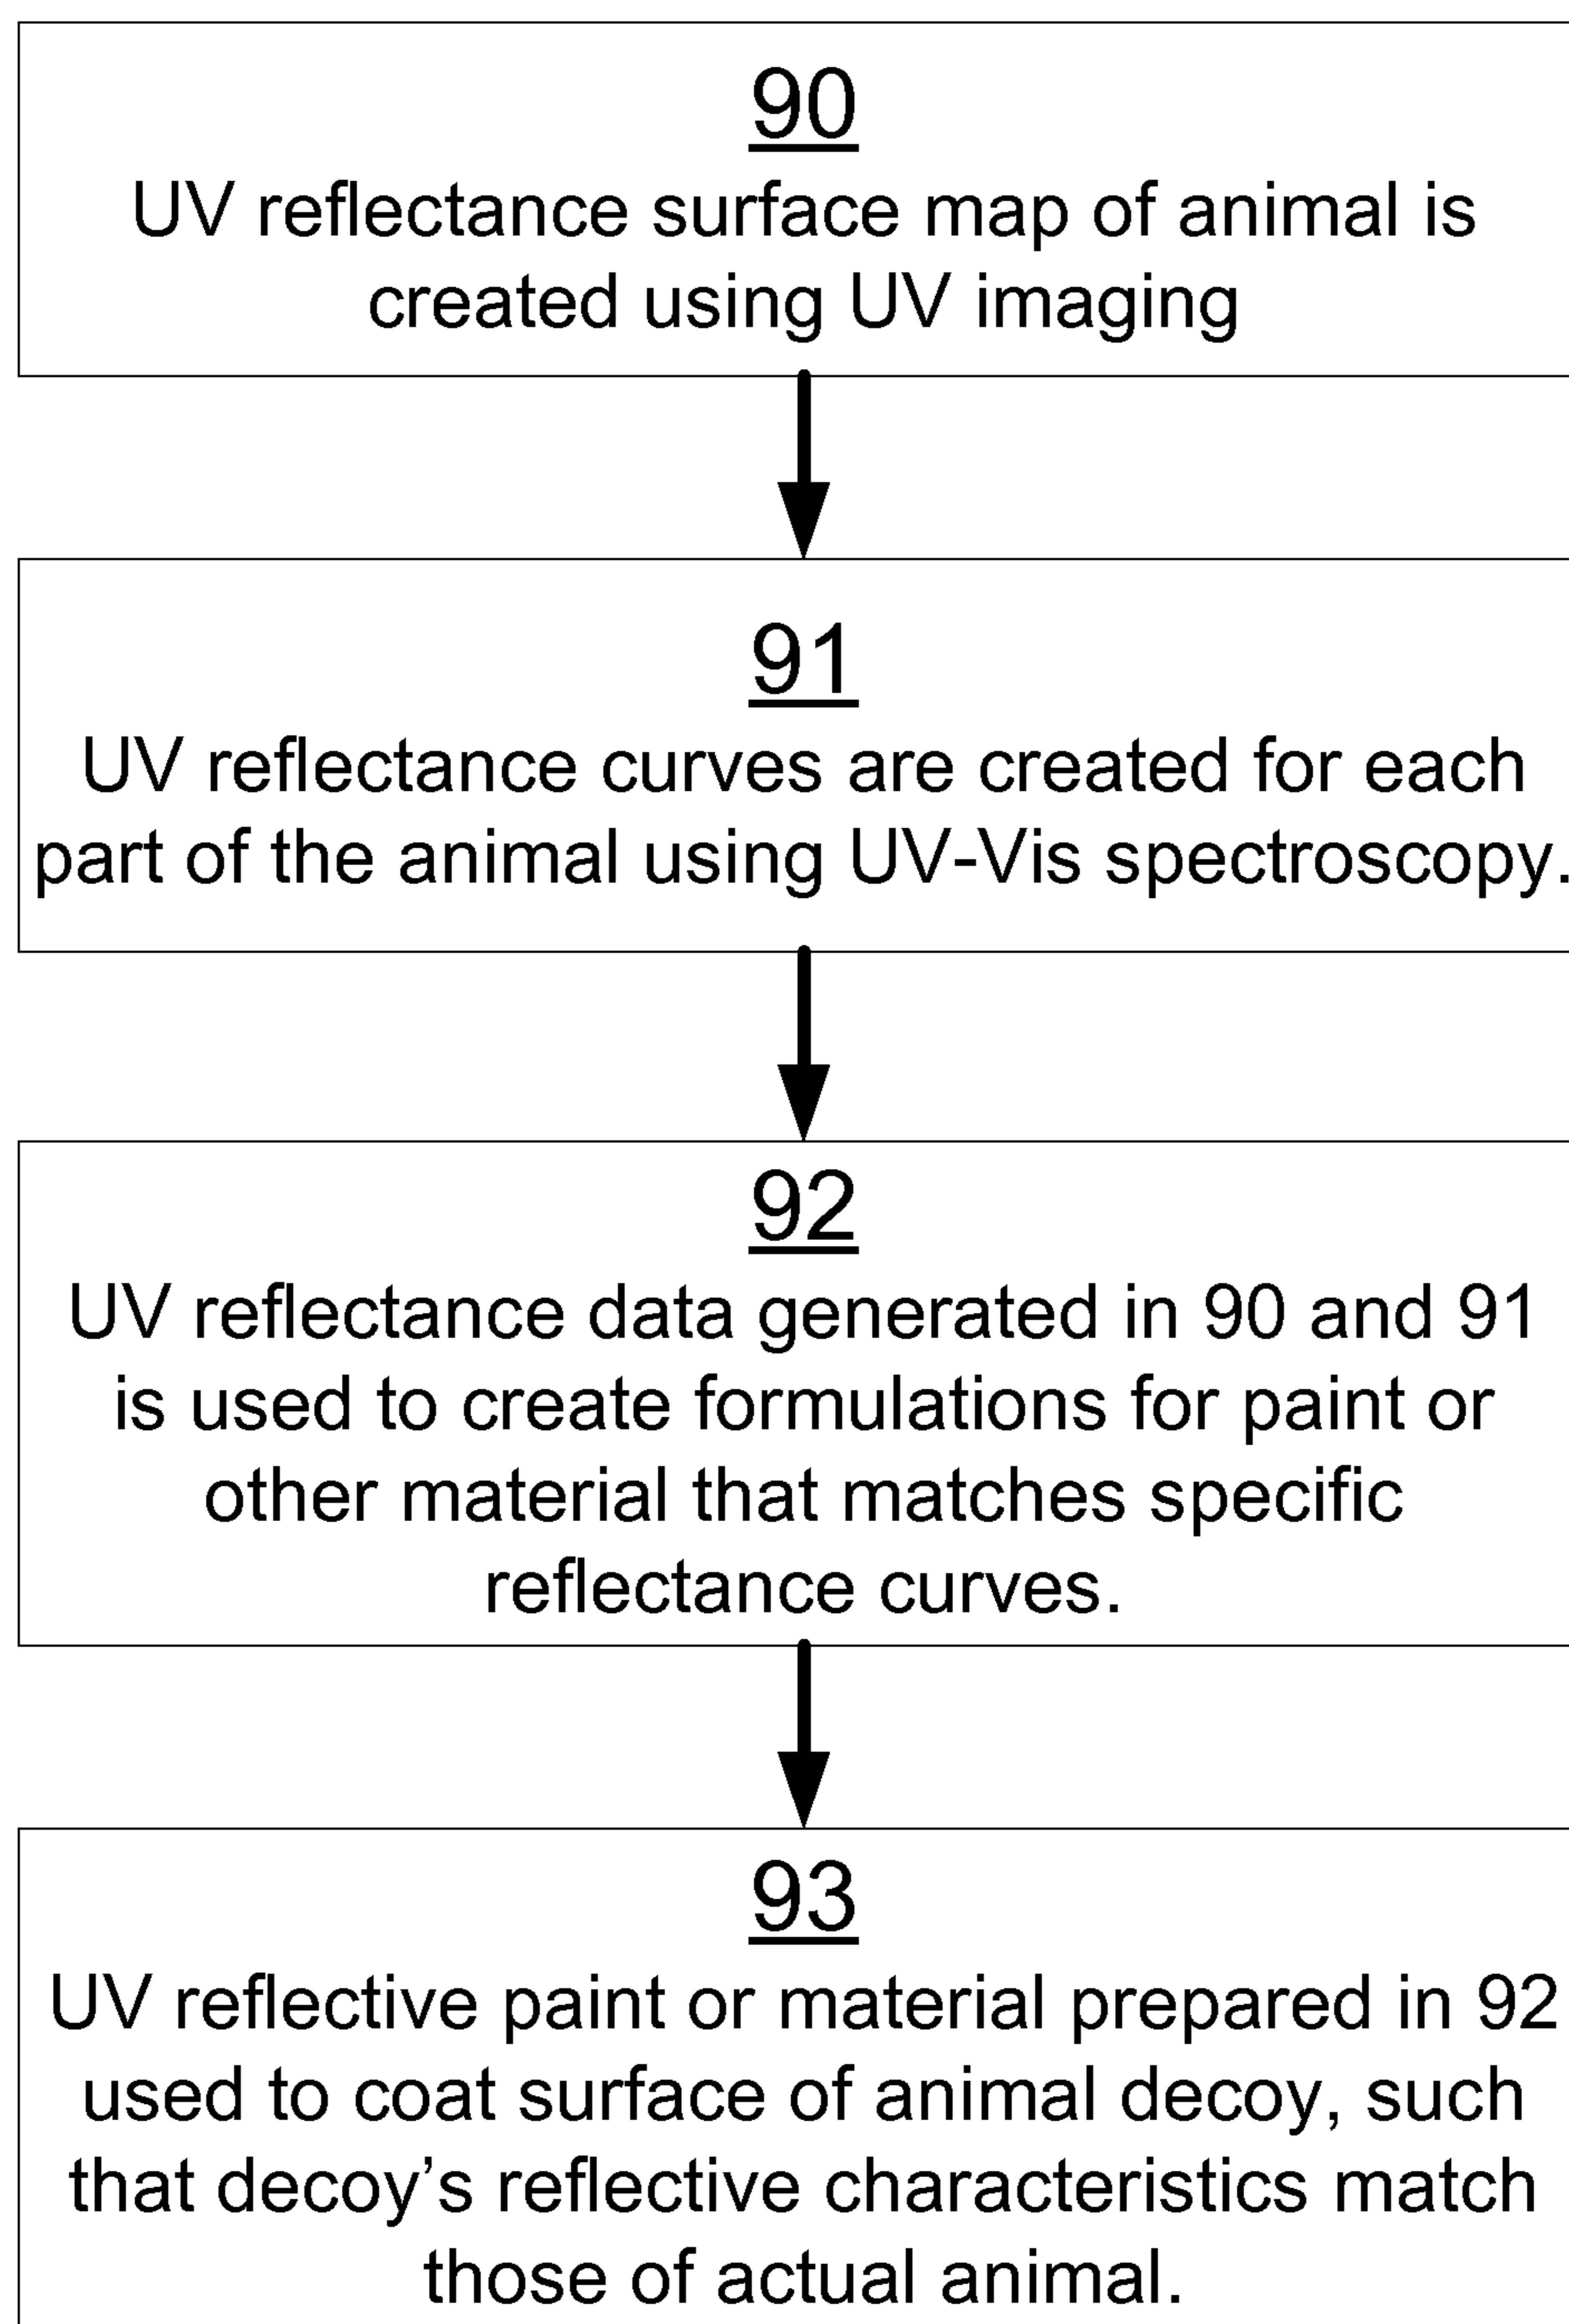 90
UV reflectance surface map of animal is
created using UV imaging
91
UV reflectance curves are created for each
part of the animal using UV-Vis spectroscopy.
92
UV reflectance data generated in 90 and 91
is used to create formulations for paint or
other material that matches specific
reflectance curves.
93
UV reflective paint or material prepared in 92
used to coat surface of animal decoy, such
that decoy’s reflective characteristics match
those of actual animal.